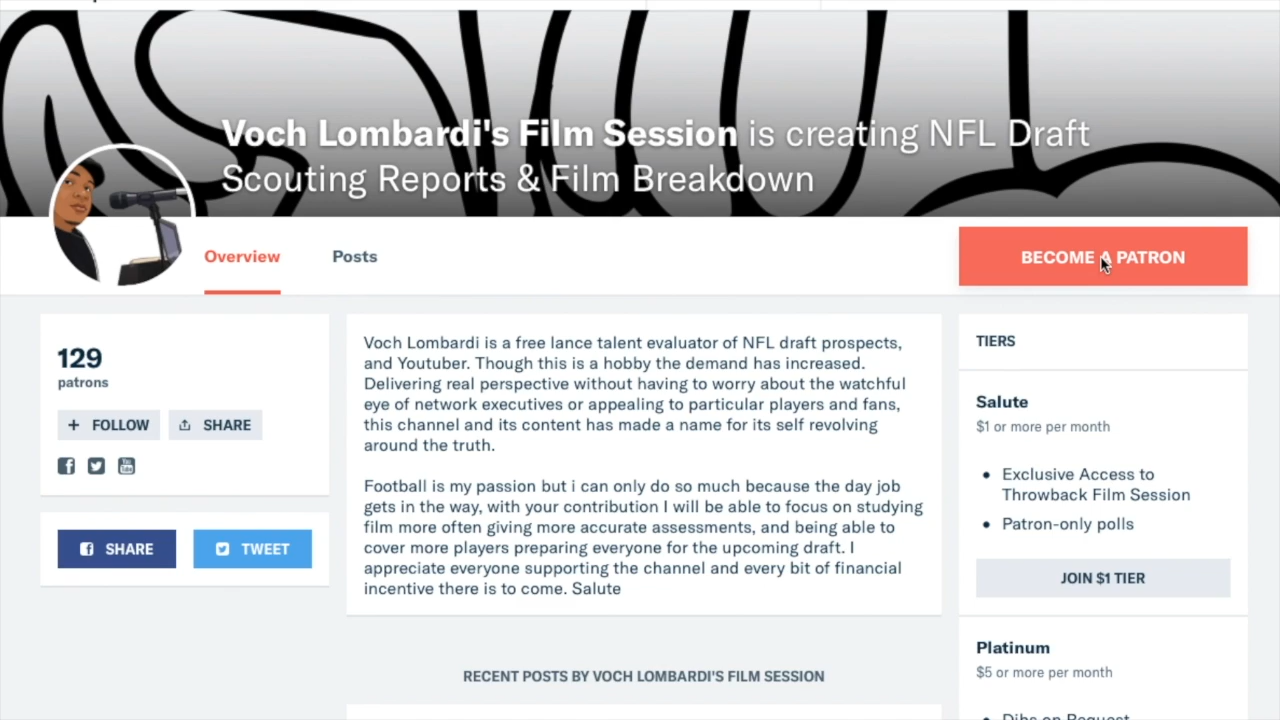 Voch Lombardi's Film Session is creating NFL Draft
Scouting Reports & Film Breakdown
Overview
Posts
BECOME A PATRON
129
patrons
+ FOLLOW
SHARE
You
Tube
SHARE
TWEET
Voch Lombardi is a free lance talent evaluator of NFL draft prospects,
and Youtuber. Though this is a hobby the demand has increased.
Delivering real perspective without having to worry about the watchful
eye of network executives or appealing to particular players and fans,
this channel and its content has made a name for its self revolving
around the truth.
Football is my passion but i can only do so much because the day job
gets in the way, with your contribution I will be able to focus on studying
film more often giving more accurate assessments, and being able to
cover more players preparing everyone for the upcoming draft. I
appreciate everyone supporting the channel and every bit of financial
incentive there is to come. Salute
RECENT POSTS BY VOCH LOMBARDI'S FILM SESSION
TIERS
Salute
$1 or more per month
• Exclusive Access to
Throwback Film Session
• Patron-only polls
JOIN $1 TIER
Platinum
$5 or more per month
• Dibs on Request